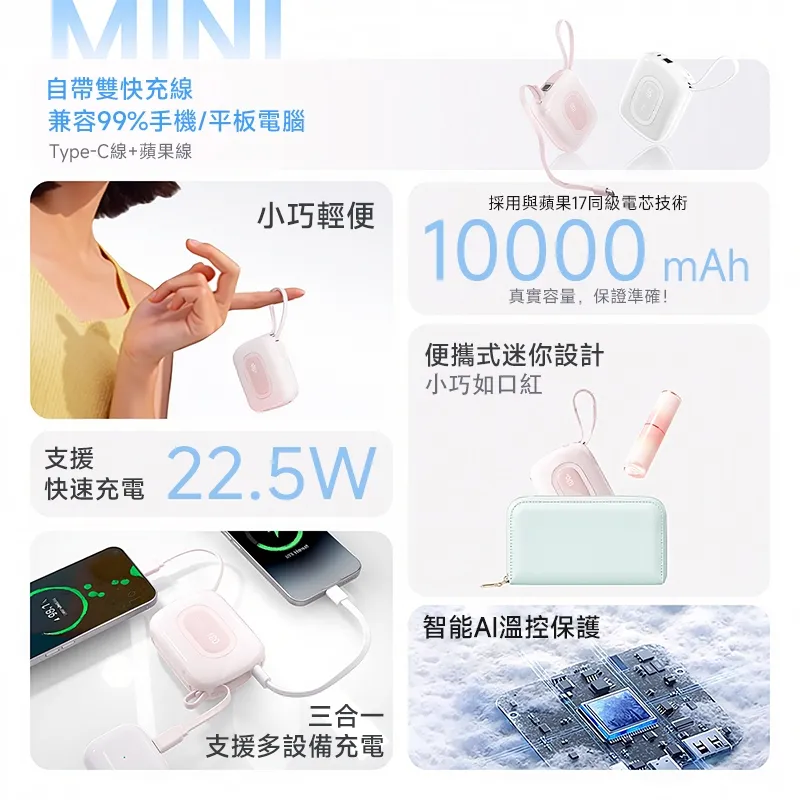 MINI
自帶雙快充線
兼容99%手機/平板電腦
Type-C線+蘋果線
小巧輕便
採用與蘋果17同級電芯技術
10000 mAh
真實容量，保證準確！
便攜式迷你設計
小巧如口紅
支援
快速充電
22.5W
三合一
支援多設備充電
智能AI溫控保護